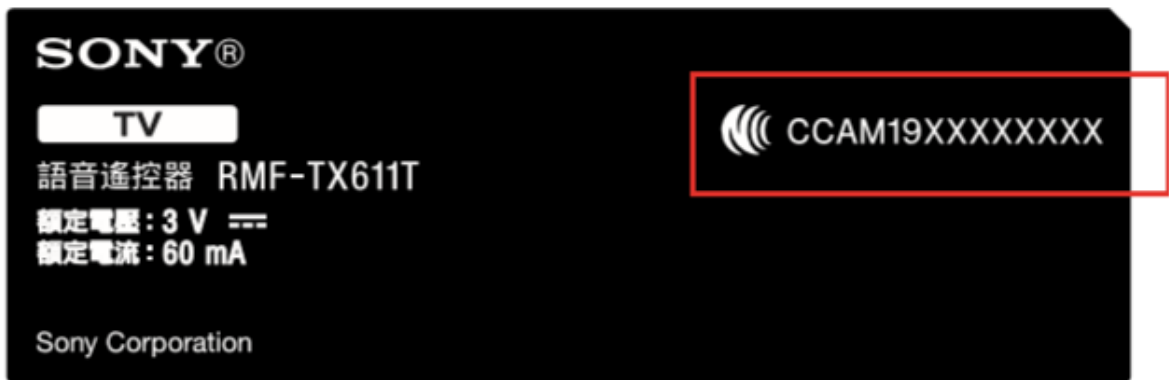 SONY®
TV
CCAM19XXXXXXXX
語音遙控器 RMF-TX611T
額定電壓：3 V
額定電流：60 mA
Sony Corporation